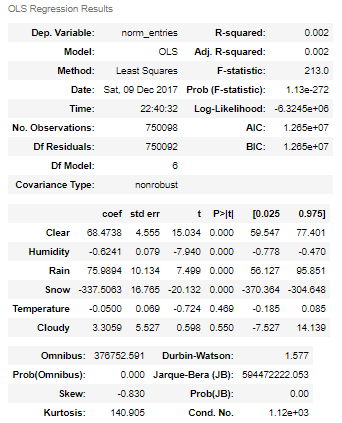 OLS Regression Results
Dep. Variable: norm_entries R-squared: 0.002
Model: OLS Adj. R-squared: 0.002
Method: Least Squares F-statistic: 213.0
Date: Sat, 09 Dec 2017 Prob (F-statistic): 1.13e-272
Time: 22:40:32 Log-Likelihood: -6.3245e+06
No. Observations: 750098 AIC: 1.265e+07
Df Residuals: 750092 BIC: 1.265e+07
Df Model: 6
Covariance Type: nonrobust
coef std err t P>|t| [0.025 0.975]
Clear 68.4738 4.555 15.034 0.000 59.547 77.401
Humidity -0.6241 0.079 -7.940 0.000 -0.778 -0.470
Rain 75.9894 10.134 7.499 0.000 56.127 95.851
Snow -337.5063 16.765 -20.132 0.000 -370.364 -304.648
Temperature -0.0500 0.069 -0.724 0.469 -0.185 0.085
Cloudy 3.3059 5.527 0.598 0.550 -7.527 14.139
Omnibus: 376752.591 Durbin-Watson: 1.577
Prob(Omnibus): 0.000 Jarque-Bera (JB): 594472222.053
Skew: -0.830 Prob(JB): 0.00
Kurtosis: 140.905 Cond. No. 1.12e+03